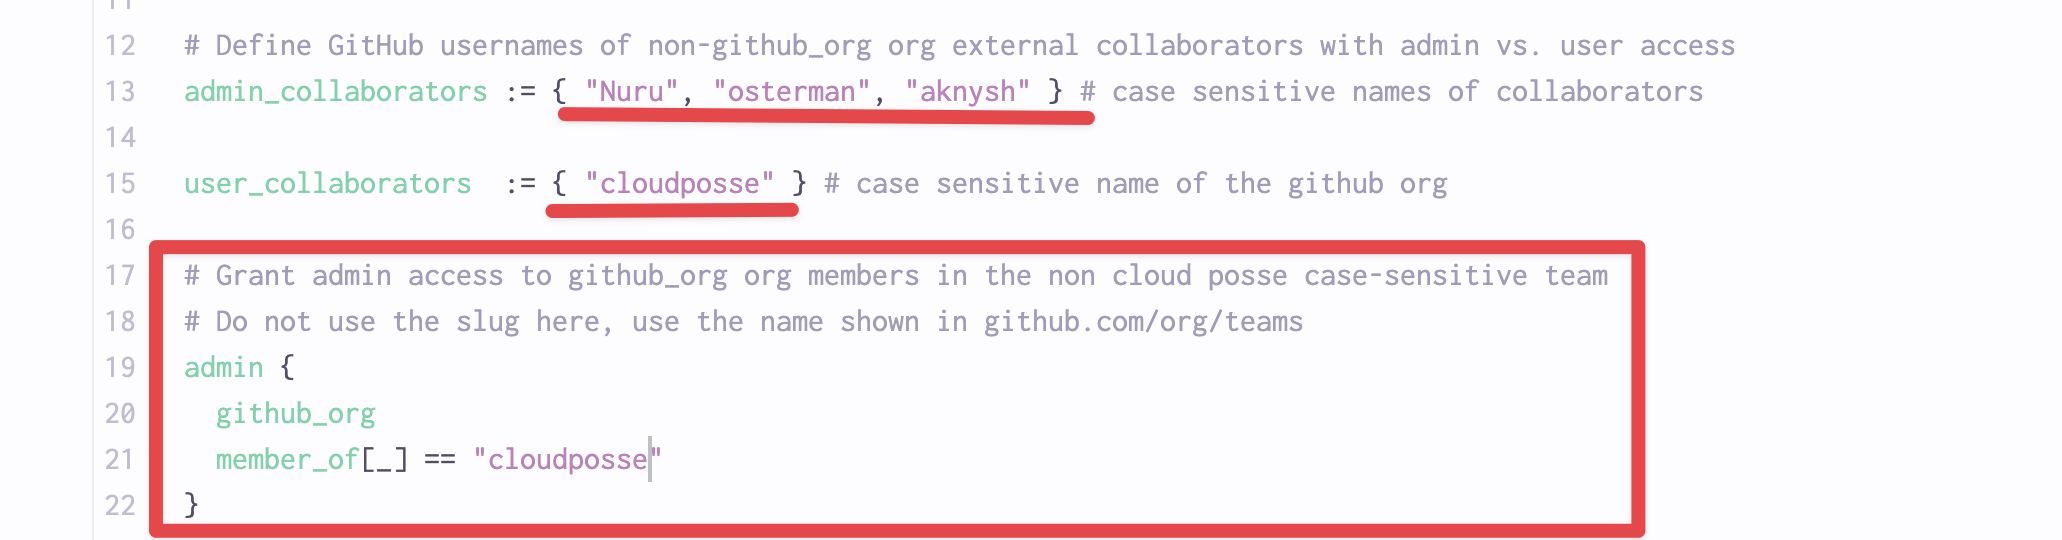 12 # Define GitHub usernames of non-github_org org external collaborators with admin vs. user access
13 admin_collaborators := { "Nuru", "osterman", "aknysh" } # case sensitive names of collaborators
14
15 user_collaborators  := { "cloudposse" } # case sensitive name of the github org
16
17 # Grant admin access to github_org org members in the non cloud posse case-sensitive team
18 # Do not use the slug here, use the name shown in github.com/org/teams
19 admin {
20   github_org
21   member_of[_] == "cloudposse"
22 }